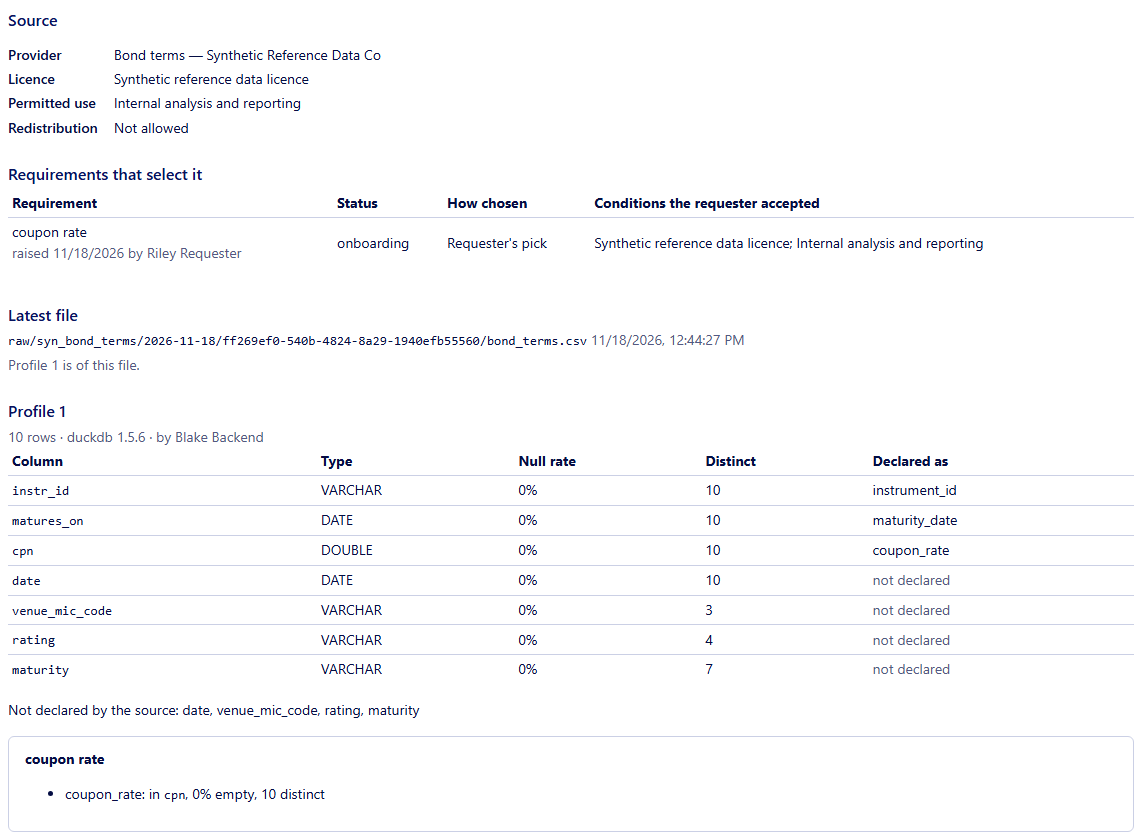 Source
Provider Bond terms — Synthetic Reference Data Co
Licence Synthetic reference data licence
Permitted use Internal analysis and reporting
Redistribution Not allowed
Requirements that select it
Requirement Status How chosen Conditions the requester accepted
coupon rate
raised 11/18/2026 by Riley Requester
onboarding Requester's pick Synthetic reference data licence; Internal analysis and reporting
Latest file
raw/syn_bond_terms/2026-11-18/ff269ef0-540b-4824-8a29-1940efb55560/bond_terms.csv 11/18/2026, 12:44:27 PM
Profile 1 is of this file.
Profile 1
10 rows · duckdb 1.5.6 · by Blake Backend
Column Type Null rate Distinct Declared as
instr_id VARCHAR 0% 10 instrument_id
matures_on DATE 0% 10 maturity_date
cpn DOUBLE 0% 10 coupon_rate
date DATE 0% 10 not declared
venue_mic_code VARCHAR 0% 3 not declared
rating VARCHAR 0% 4 not declared
maturity VARCHAR 0% 7 not declared
Not declared by the source: date, venue_mic_code, rating, maturity
coupon rate
• coupon_rate: in cpn, 0% empty, 10 distinct